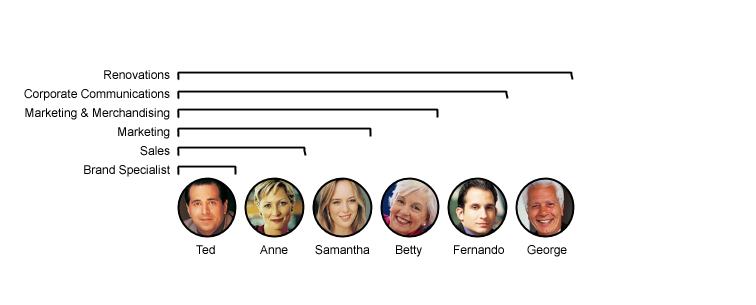 Renovations
Corporate Communications
Marketing & Merchandising
Marketing
Sales
Brand Specialist
Ted Anne Samantha Betty Fernando George